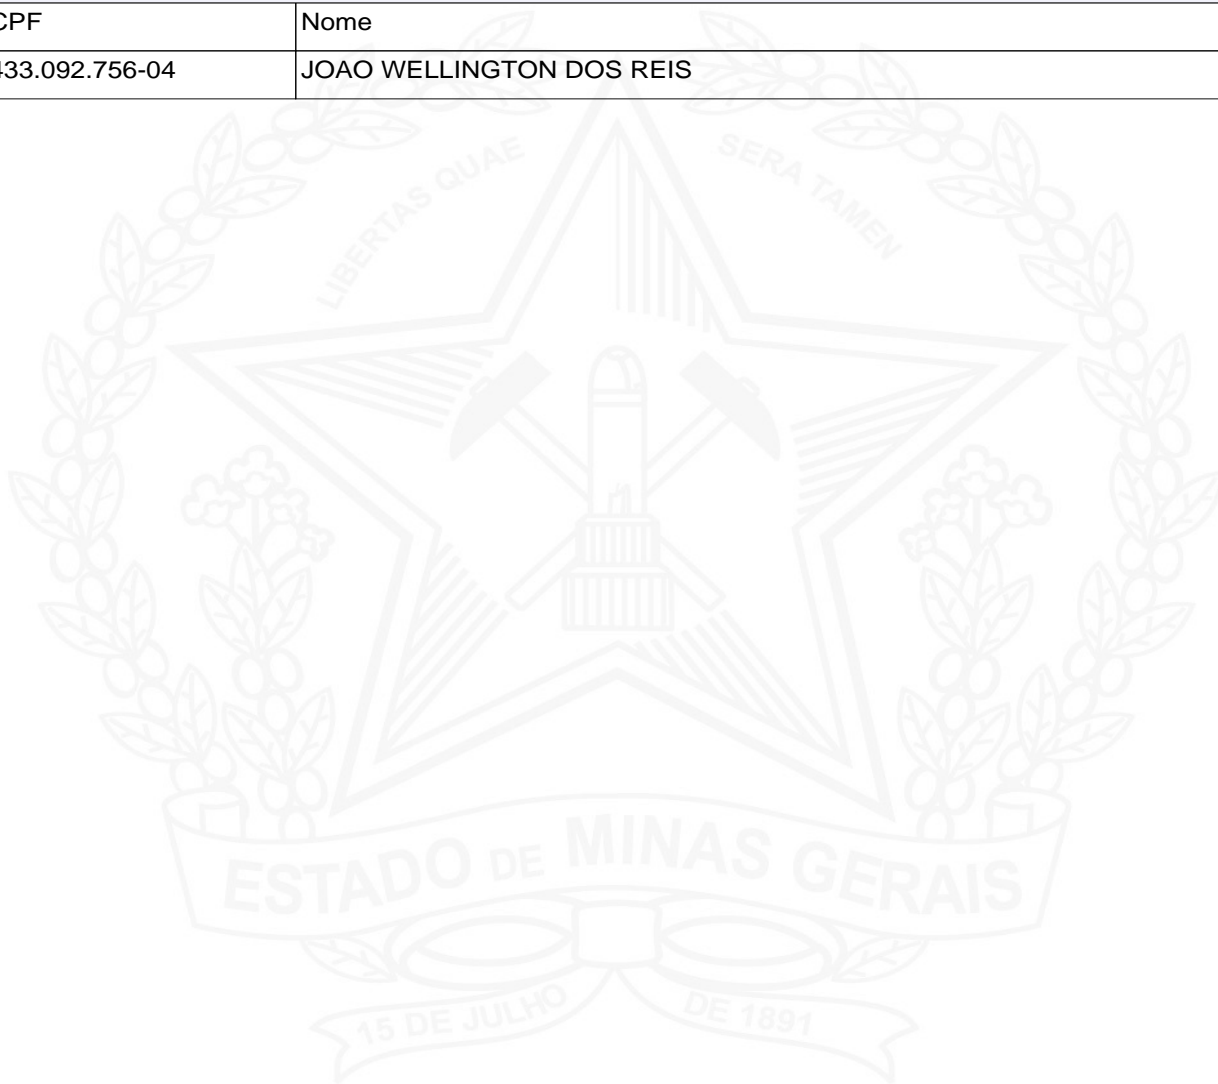 CPF Nome
433.092.756-04 JOAO WELLINGTON DOS REIS
LIBERTAS QUAE SERA TAMEN
ESTADO DE MINAS GERAIS
15 DE JULHO DE 1891